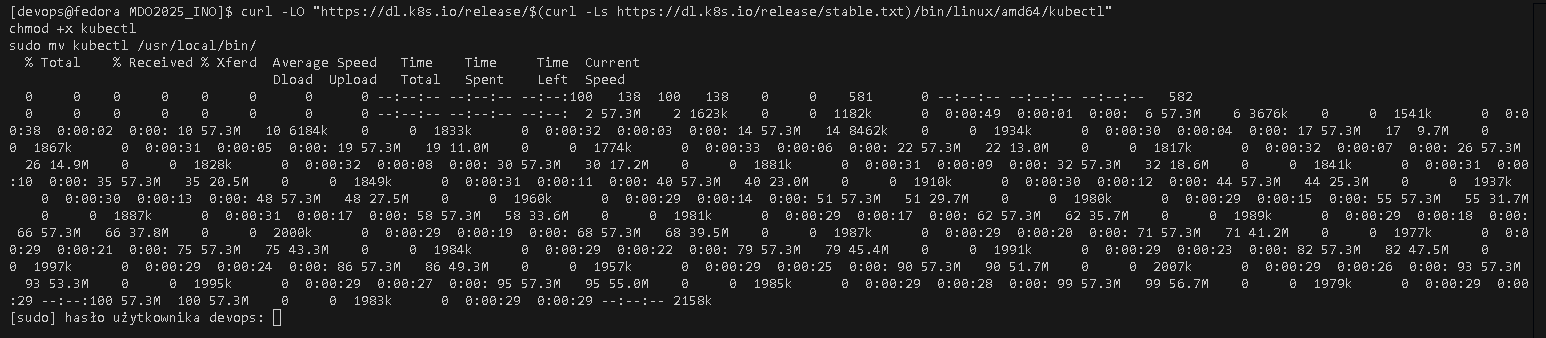 [devops@fedora MDO2025_INO]$ curl -LO "https://dl.k8s.io/release/$(curl -Ls https://dl.k8s.io/release/stable.txt)/bin/linux/amd64/kubectl"
chmod +x kubectl
sudo mv kubectl /usr/local/bin/
  % Total    % Received % Xferd  Average Speed   Time    Time     Time  Current
                                 Dload  Upload   Total   Spent    Left  Speed
  0     0    0     0    0     0      0      0 --:--:-- --:--:-- --:--:--100   138  100   138    0     0    581      0 --:--:-- --:--:-- --:--:--   582
  0     0    0     0    0     0      0      0 --:--:-- --:--:-- --:--:--  2 57.3M    2 1623k    0     0  1182k      0  0:00:49  0:00:01  0:00:  6 57.3M    6 3676k    0     0  1541k      0  0:0
0:38  0:00:02  0:00: 10 57.3M   10 6184k    0     0  1833k      0  0:00:32  0:00:03  0:00: 14 57.3M   14 8462k    0     0  1934k      0  0:00:30  0:00:04  0:00: 17 57.3M   17  9.7M    0
0  1867k      0  0:00:31  0:00:05  0:00: 19 57.3M   19 11.0M    0     0  1774k      0  0:00:33  0:00:06  0:00: 22 57.3M   22 13.0M    0     0  1817k      0  0:00:32  0:00:07  0:00: 26 57.3M
  26 14.9M    0     0  1828k      0  0:00:32  0:00:08  0:00: 30 57.3M   30 17.2M    0     0  1881k      0  0:00:31  0:00:09  0:00: 32 57.3M   32 18.6M    0     0  1841k      0  0:00:31  0:00
:10  0:00: 35 57.3M   35 20.5M    0     0  1849k      0  0:00:31  0:00:11  0:00: 40 57.3M   40 23.0M    0     0  1910k      0  0:00:30  0:00:12  0:00: 44 57.3M   44 25.3M    0     0  1937k
    0  0:00:30  0:00:13  0:00: 48 57.3M   48 27.5M    0     0  1960k      0  0:00:29  0:00:14  0:00: 51 57.3M   51 29.7M    0     0  1980k      0  0:00:29  0:00:15  0:00: 55 57.3M   55 31.7M
    0     0  1887k      0  0:00:31  0:00:17  0:00: 58 57.3M   58 33.6M    0     0  1981k      0  0:00:29  0:00:17  0:00: 62 57.3M   62 35.7M    0     0  1989k      0  0:00:29  0:00:18  0:00:
 66 57.3M   66 37.8M    0     0  2000k      0  0:00:29  0:00:19  0:00: 68 57.3M   68 39.5M    0     0  1987k      0  0:00:29  0:00:20  0:00: 71 57.3M   71 41.2M    0     0  1977k      0  0:0
0:29  0:00:21  0:00: 75 57.3M   75 43.3M    0     0  1984k      0  0:00:29  0:00:22  0:00: 79 57.3M   79 45.4M    0     0  1991k      0  0:00:29  0:00:23  0:00: 82 57.3M   82 47.5M    0
0  1997k      0  0:00:29  0:00:24  0:00: 86 57.3M   86 49.3M    0     0  1957k      0  0:00:29  0:00:25  0:00: 90 57.3M   90 51.7M    0     0  2007k      0  0:00:29  0:00:26  0:00: 93 57.3M
  93 53.3M    0     0  1995k      0  0:00:29  0:00:27  0:00: 95 57.3M   95 55.0M    0     0  1985k      0  0:00:29  0:00:28  0:00: 99 57.3M   99 56.7M    0     0  1979k      0  0:00:29  0:00
:29 --:--:100 57.3M  100 57.3M    0     0  1983k      0  0:00:29  0:00:29 --:--:-- 2158k
[sudo] hasło użytkownika devops: